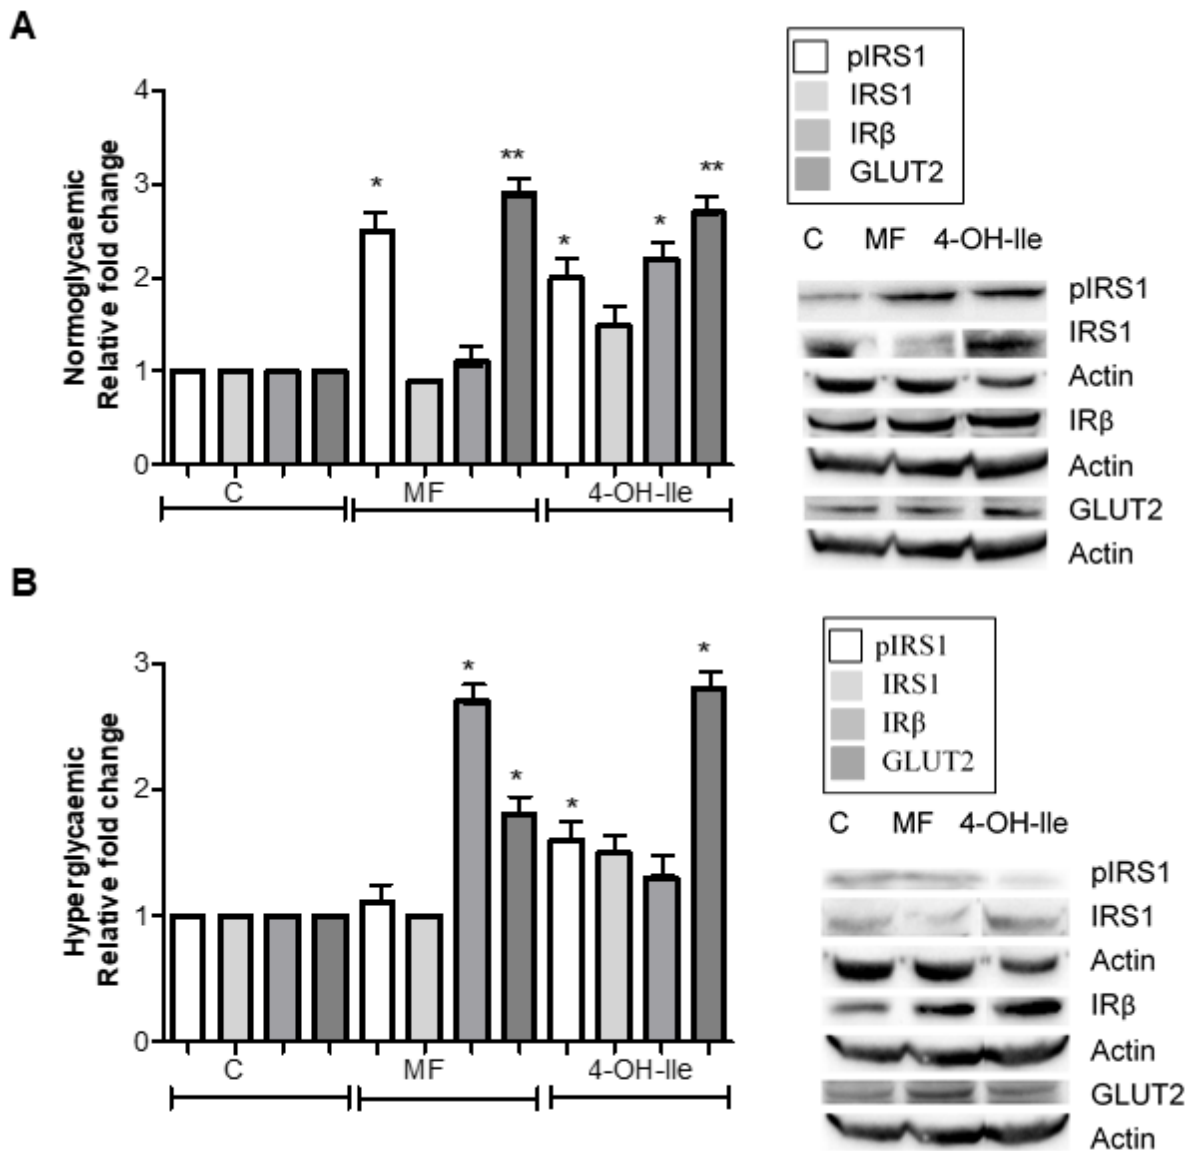 A
Normoglycaemic
Relative fold change
4
3
2
1
0
*
**
*
*
**
C MF 4-OH-Ile
pIRS1
IRS1
IRβ
GLUT2
C MF 4-OH-Ile
pIRS1
IRS1
Actin
IRβ
Actin
GLUT2
Actin
B
Hyperglycaemic
Relative fold change
3
2
1
0
*
*
*
*
C MF 4-OH-Ile
pIRS1
IRS1
IRβ
GLUT2
C MF 4-OH-Ile
pIRS1
IRS1
Actin
IRβ
Actin
GLUT2
Actin